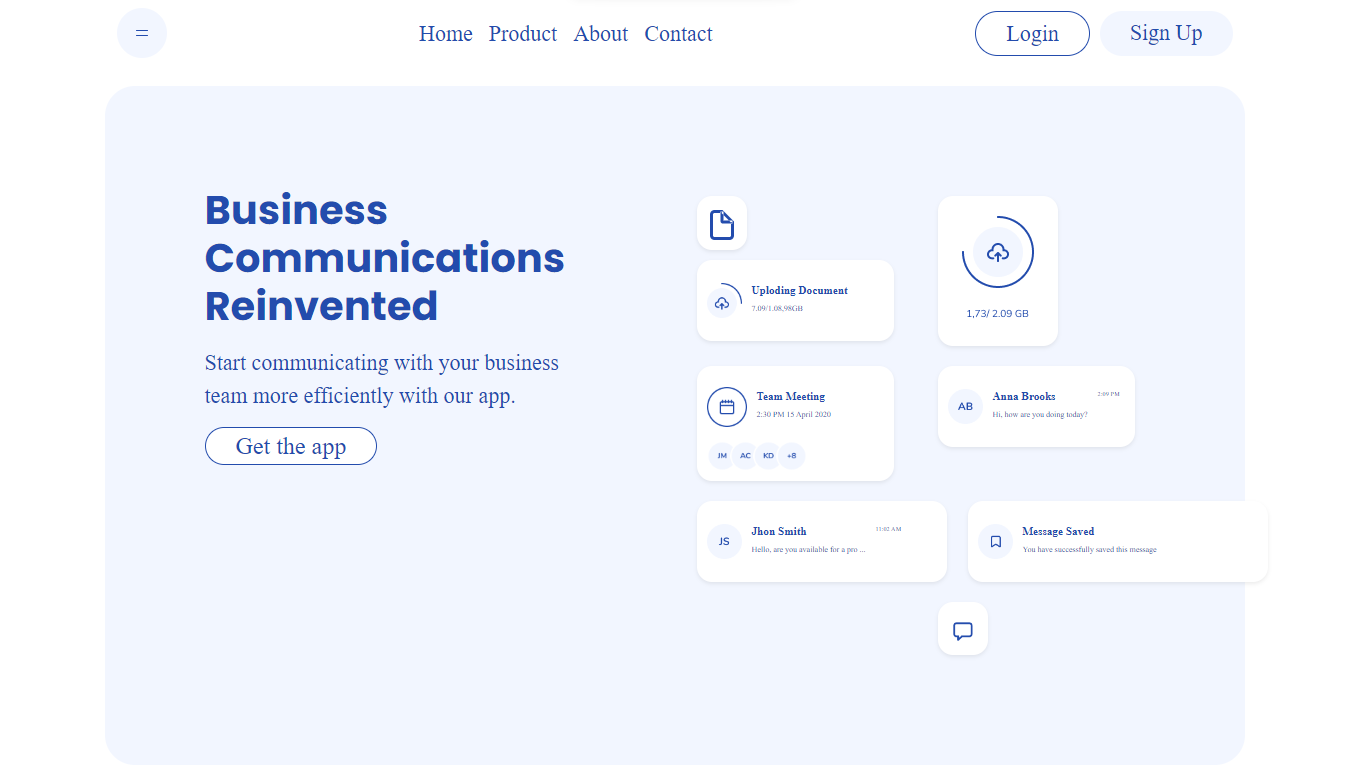 Home Product About Contact
Login
Sign Up
Business
Communications
Reinvented
Start communicating with your business
team more efficiently with our app.
Get the app
Uploding Document
7.09/1.08,98GB
1,73/ 2.09 GB
Team Meeting
2:30 PM 15 April 2020
JM AC KD +8
AB
Anna Brooks
2:09 PM
Hi, how are you doing today?
JS
Jhon Smith
11:02 AM
Hello, are you available for a pro ...
Message Saved
You have successfully saved this message